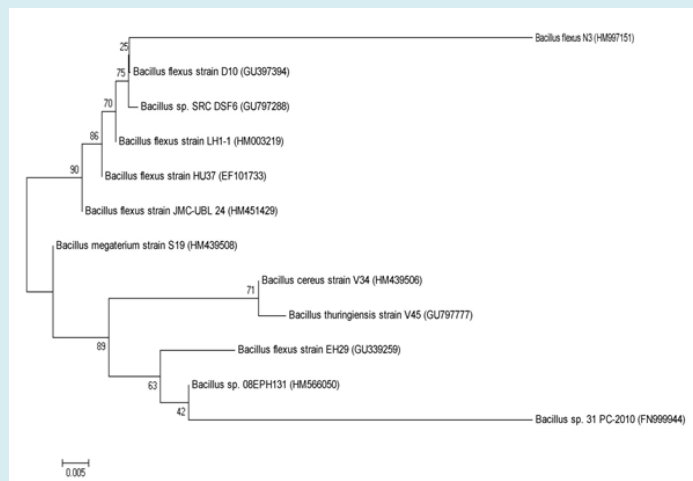 Bacillus flexus N3 (HM997151)
25
Bacillus flexus strain D10 (GU397394)
75
Bacillus sp. SRC DSF6 (GU797288)
70
Bacillus flexus strain LH1-1 (HM003219)
86
Bacillus flexus strain HU37 (EF101733)
90
Bacillus flexus strain JMC-UBL 24 (HM451429)
Bacillus megaterium strain S19 (HM439508)
Bacillus cereus strain V34 (HM439506)
71
Bacillus thuringiensis strain V45 (GU797777)
89
Bacillus flexus strain EH29 (GU339259)
63
Bacillus sp. 08EPH131 (HM566050)
42
Bacillus sp. 31 PC-2010 (FN999944)
0.005